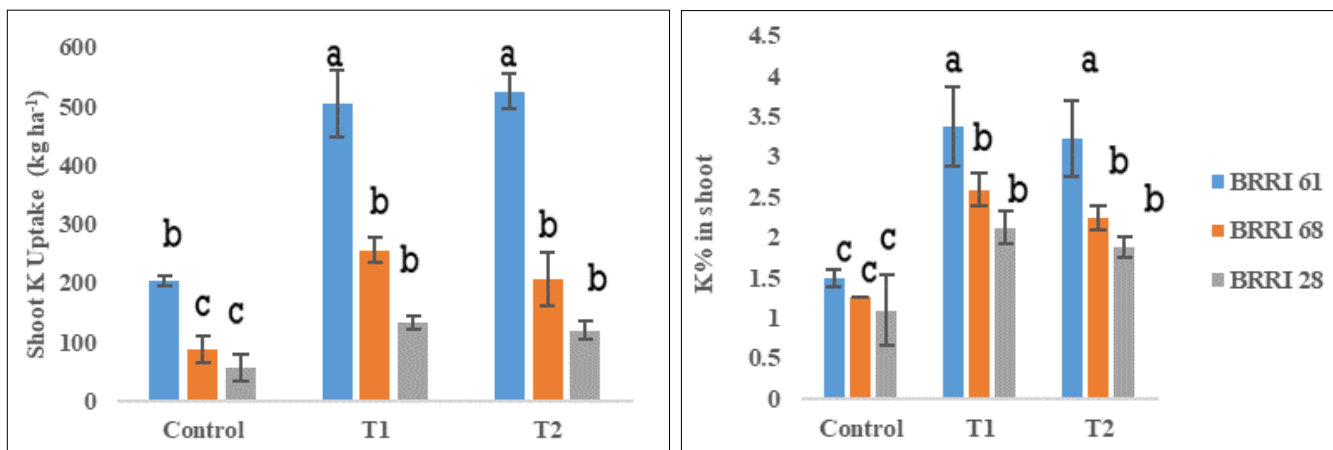 Shoot K Uptake (kg ha⁻¹)
600
500
400
300
200
100
0
a
a
b
b
b
b
b
c
c
Control
T1
T2
K% in shoot
4.5
4
3.5
3
2.5
2
1.5
1
0.5
0
a
a
b
b
b
b
c
c
c
Control
T1
T2
BRRI 61
BRRI 68
BRRI 28